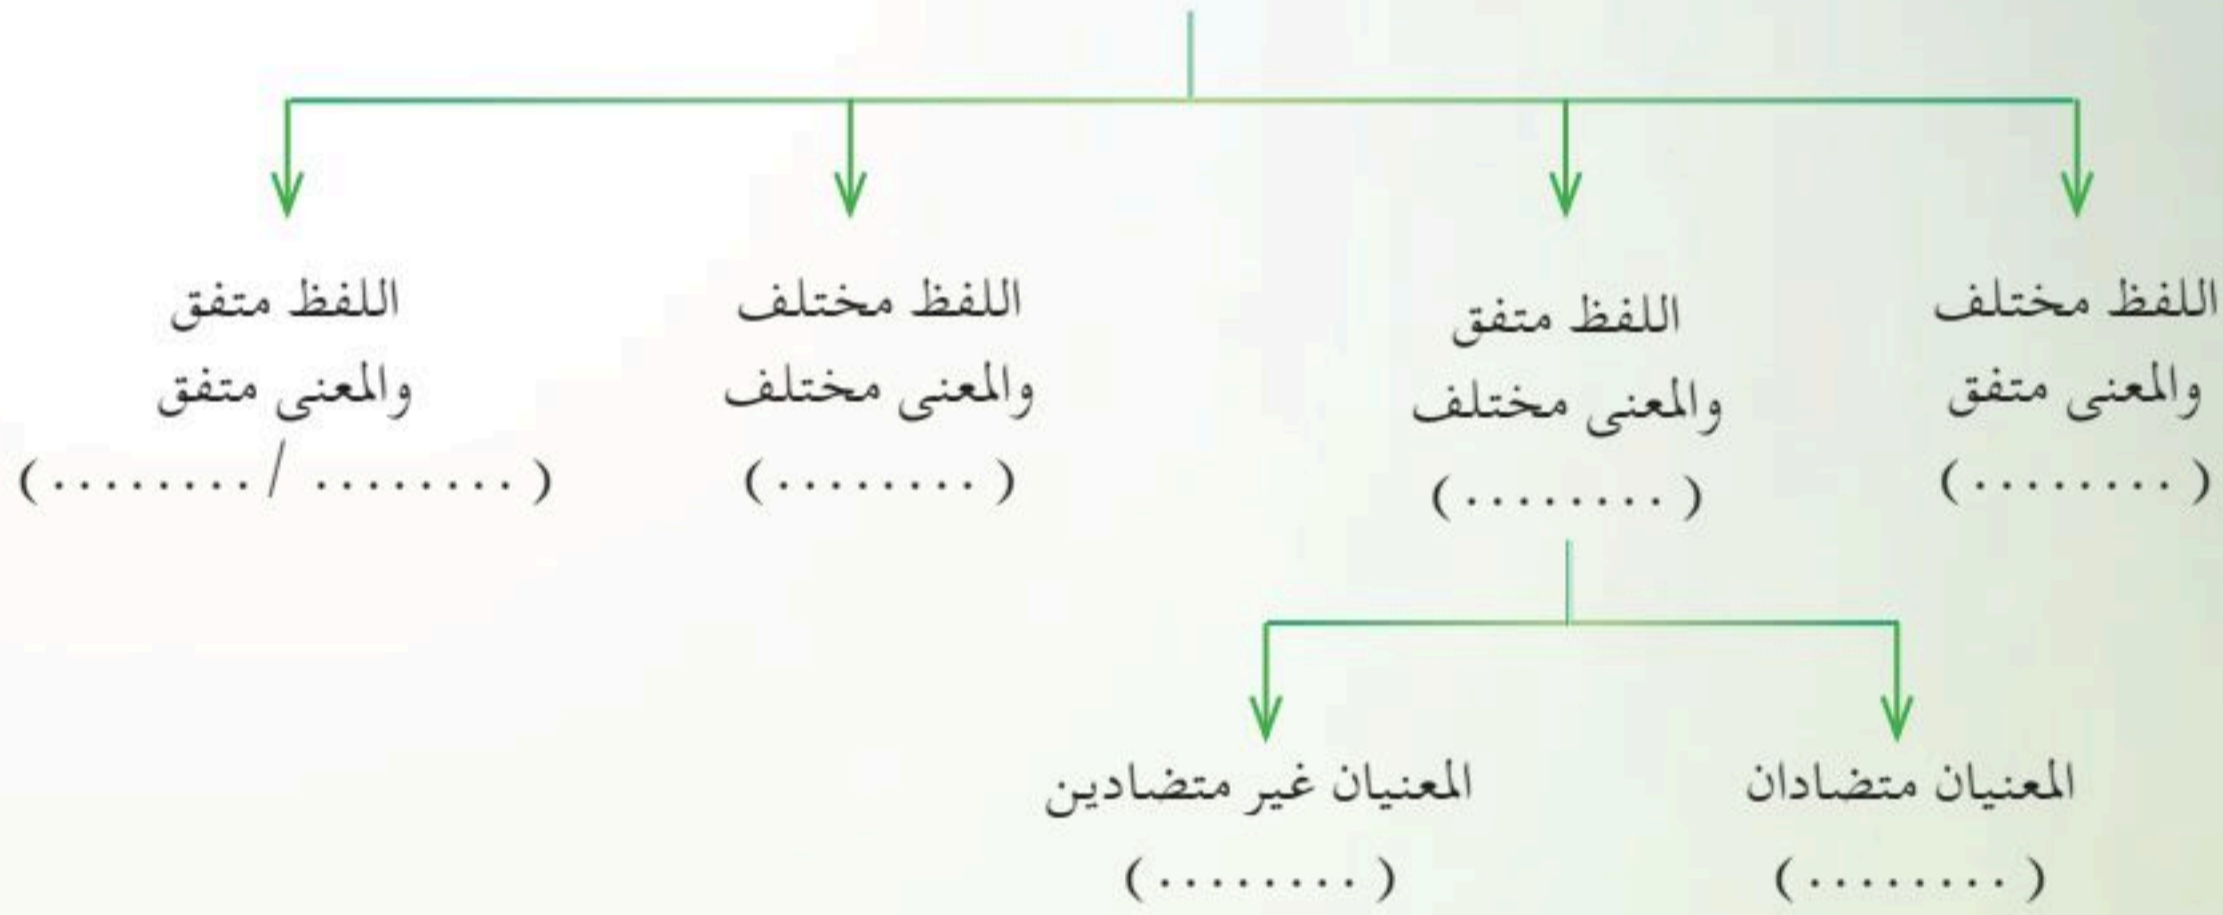 اللفظ مختلف
والمعنى متفق
( ........ )
اللفظ متفق
والمعنى مختلف
( ........ )
اللفظ مختلف
والمعنى مختلف
( ........ )
اللفظ متفق
والمعنى متفق
( ........ / ........ )
المعنيان متضادان
( ........ )
المعنيان غير متضادين
( ........ )